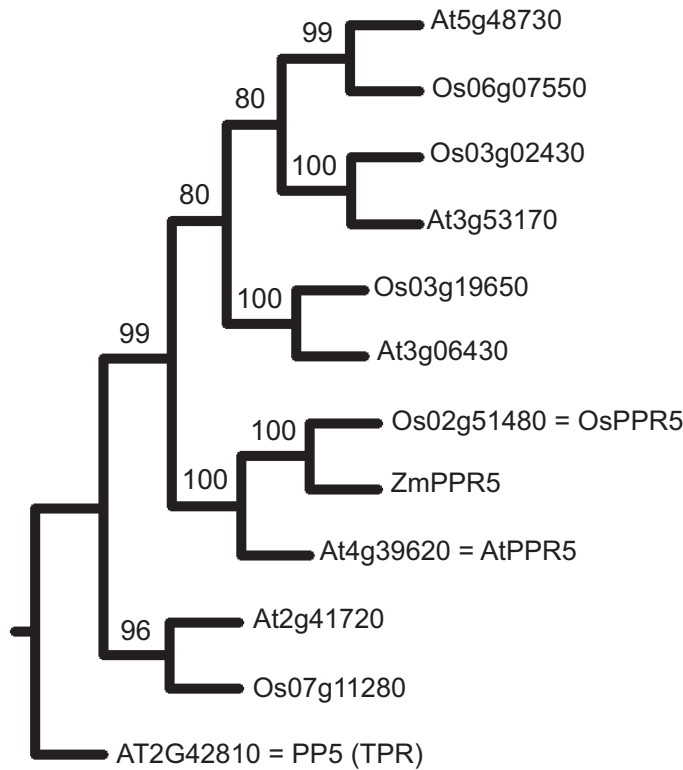 99
At5g48730
Os06g07550
80
Os03g02430
100
At3g53170
80
Os03g19650
100
At3g06430
99
Os02g51480 = OsPPR5
100
ZmPPR5
100
At4g39620 = AtPPR5
At2g41720
96
Os07g11280
AT2G42810 = PP5 (TPR)